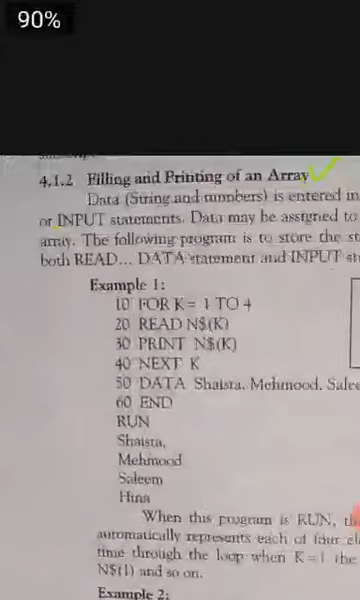 90%
4.1.2 Filling and Printing of an Array
Data (String and numbers) is entered in
or INPUT statements. Data may be assigned to
array. The following program is to store the
both READ... DATA statement and INPUT
Example 1:
10 FOR K = 1 TO 4
20 READ N$(K)
30 PRINT N$(K)
40 NEXT K
50 DATA Shaista, Mehmood, Salee
60 END
RUN
Shaista,
Mehmood
Saleem
Hina
When this program is RUN,
automatically represents each of four
time through the loop when K=1 the
N$(1) and so on.
Example 2: